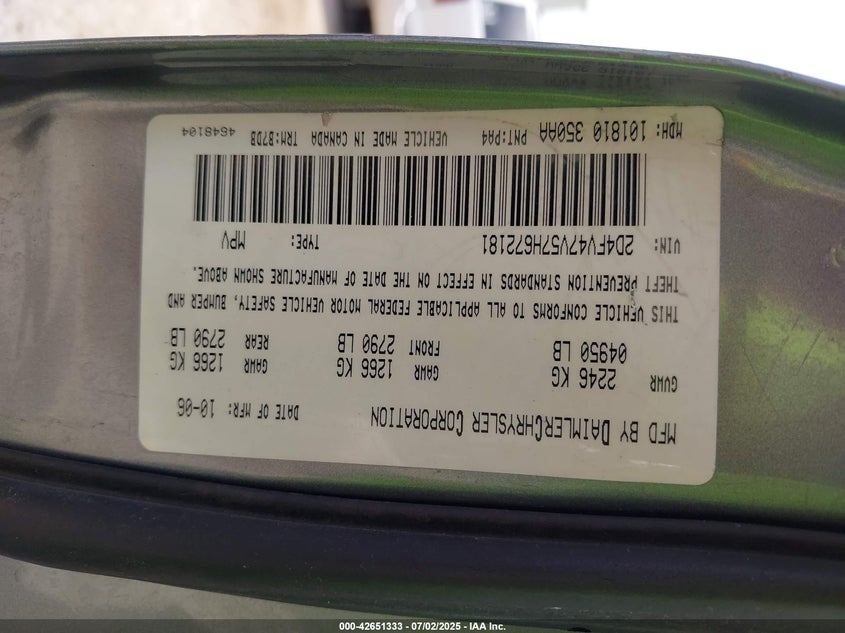 MFD BY DAIMLERCHRYSLER CORPORATION DATE OF MFR: 10-06
GVWR 2246 KG GAWR 1266 KG GAWR 1266 KG
04950 LB FRONT 2790 LB REAR 2790 LB
THIS VEHICLE CONFORMS TO ALL APPLICABLE FEDERAL MOTOR VEHICLE SAFETY, BUMPER AND
THEFT PREVENTION STANDARDS IN EFFECT ON THE DATE OF MANUFACTURE SHOWN ABOVE.
VIN: 2D4FV47V57H672181 TYPE: MPV
MDH: 101810 350AA PNT:PA4 VEHICLE MADE IN CANADA TRM:B7DB 4648104
000-42651333 - 07/02/2025 - IAA Inc.